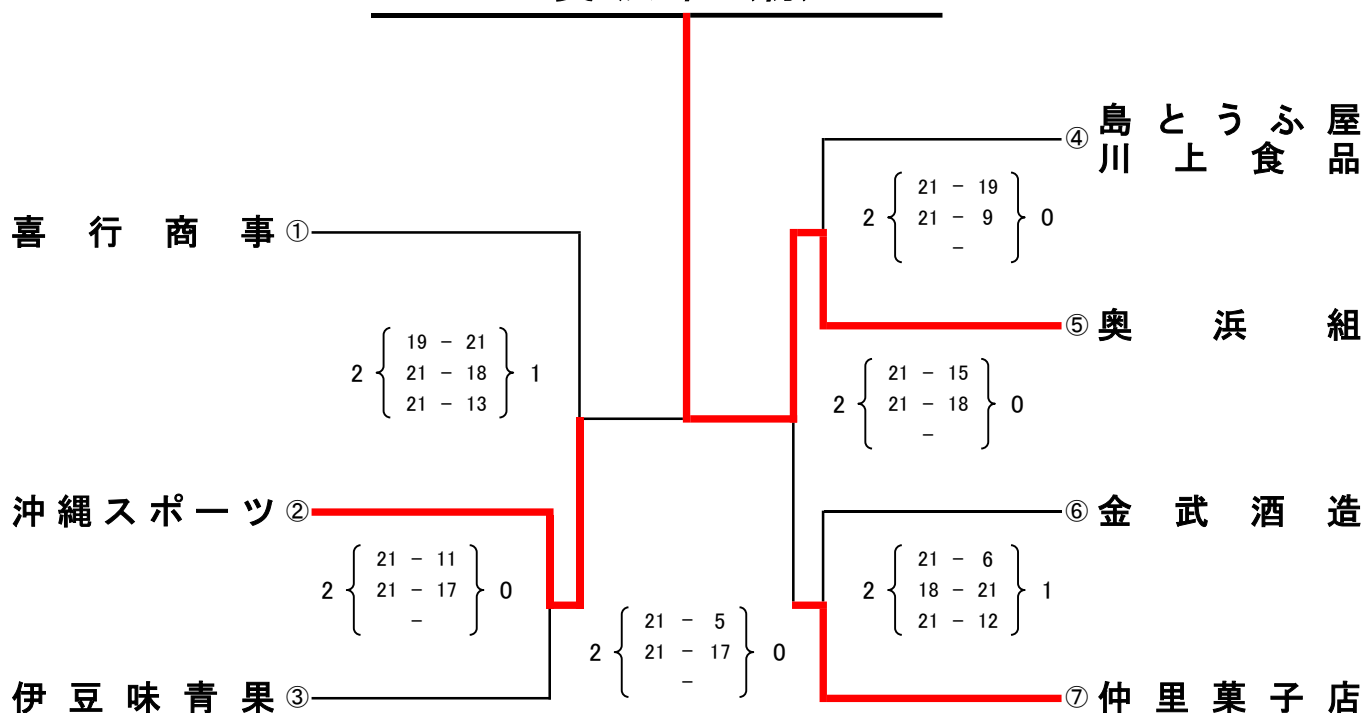 ④ 島とうふ屋
川上食品
21 - 19
2 21 - 9 0
-
喜行商事 ①
⑤ 奥浜組
19 - 21
2 21 - 18 1
21 - 13
21 - 15
2 21 - 18 0
-
沖縄スポーツ ②
⑥ 金武酒造
21 - 11
2 21 - 17 0
-
21 - 6
2 18 - 21 1
21 - 12
21 - 5
2 21 - 17 0
-
伊豆味青果 ③
⑦ 仲里菓子店